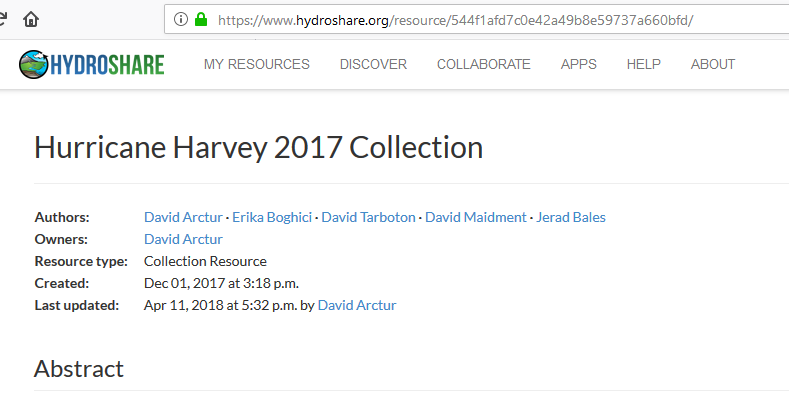 https://www.hydroshare.org/resource/544f1afd7c0e42a49b8e59737a660bfd/
HYDROSHARE MY RESOURCES DISCOVER COLLABORATE APPS HELP ABOUT
Hurricane Harvey 2017 Collection
Authors: David Arctur · Erika Boghici · David Tarboton · David Maidment · Jerad Bales
Owners: David Arctur
Resource type: Collection Resource
Created: Dec 01, 2017 at 3:18 p.m.
Last updated: Apr 11, 2018 at 5:32 p.m. by David Arctur
Abstract